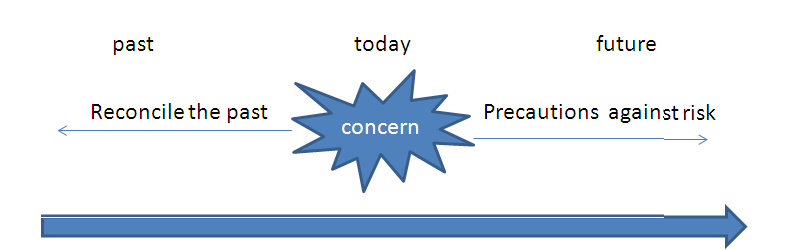 past today future
Reconcile the past concern Precautions against risk